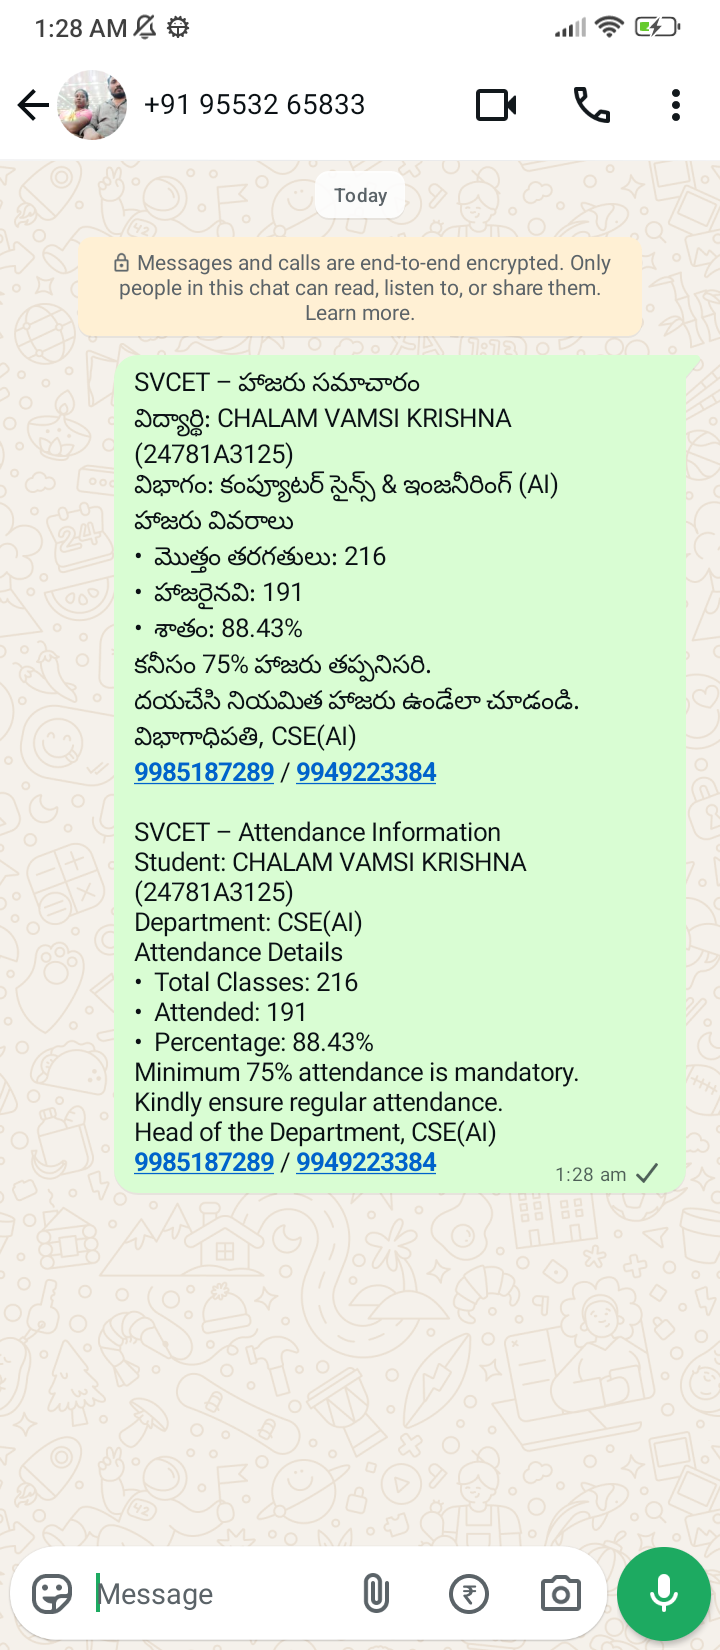 1:28 AM
+91 95532 65833
Today
Messages and calls are end-to-end encrypted. Only
people in this chat can read, listen to, or share them.
Learn more.
SVCET – హాజరు సమాచారం
విద్యార్థి: CHALAM VAMSI KRISHNA
(24781A3125)
విభాగం: కంప్యూటర్ సైన్స్ & ఇంజనీరింగ్ (AI)
హాజరు వివరాలు
• మొత్తం తరగతులు: 216
• హాజరైనవి: 191
• శాతం: 88.43%
కనీసం 75% హాజరు తప్పనిసరి.
దయచేసి నియమిత హాజరు ఉండేలా చూడండి.
విభాగాధిపతి, CSE(AI)
9985187289 / 9949223384
SVCET – Attendance Information
Student: CHALAM VAMSI KRISHNA
(24781A3125)
Department: CSE(AI)
Attendance Details
• Total Classes: 216
• Attended: 191
• Percentage: 88.43%
Minimum 75% attendance is mandatory.
Kindly ensure regular attendance.
Head of the Department, CSE(AI)
9985187289 / 9949223384
1:28 am
Message